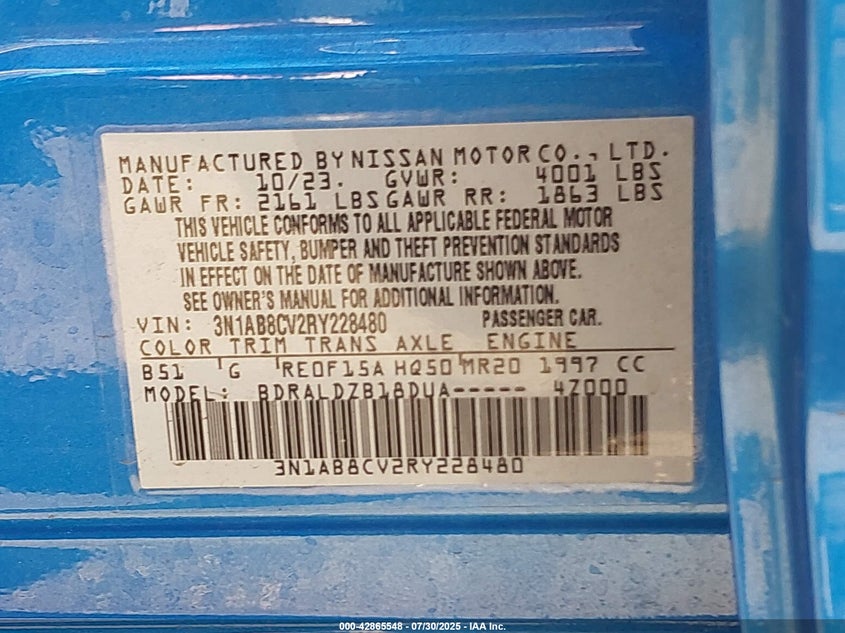 MANUFACTURED BY NISSAN MOTOR CO., LTD.
DATE: 10/23. GVWR: 4001 LBS
GAWR FR: 2161 LBS GAWR RR: 1863 LBS
THIS VEHICLE CONFORMS TO ALL APPLICABLE FEDERAL MOTOR
VEHICLE SAFETY, BUMPER AND THEFT PREVENTION STANDARDS
IN EFFECT ON THE DATE OF MANUFACTURE SHOWN ABOVE.
SEE OWNER'S MANUAL FOR ADDITIONAL INFORMATION.
VIN: 3N1AB8CV2RY228480 PASSENGER CAR.
COLOR TRIM TRANS AXLE ENGINE
B51 G RE0F15A HQ50 MR20 1997 CC
MODEL: BDRALDZB18DUA----- 4Z000
3N1AB8CV2RY228480
000-42865548 - 07/30/2025 - IAA Inc.